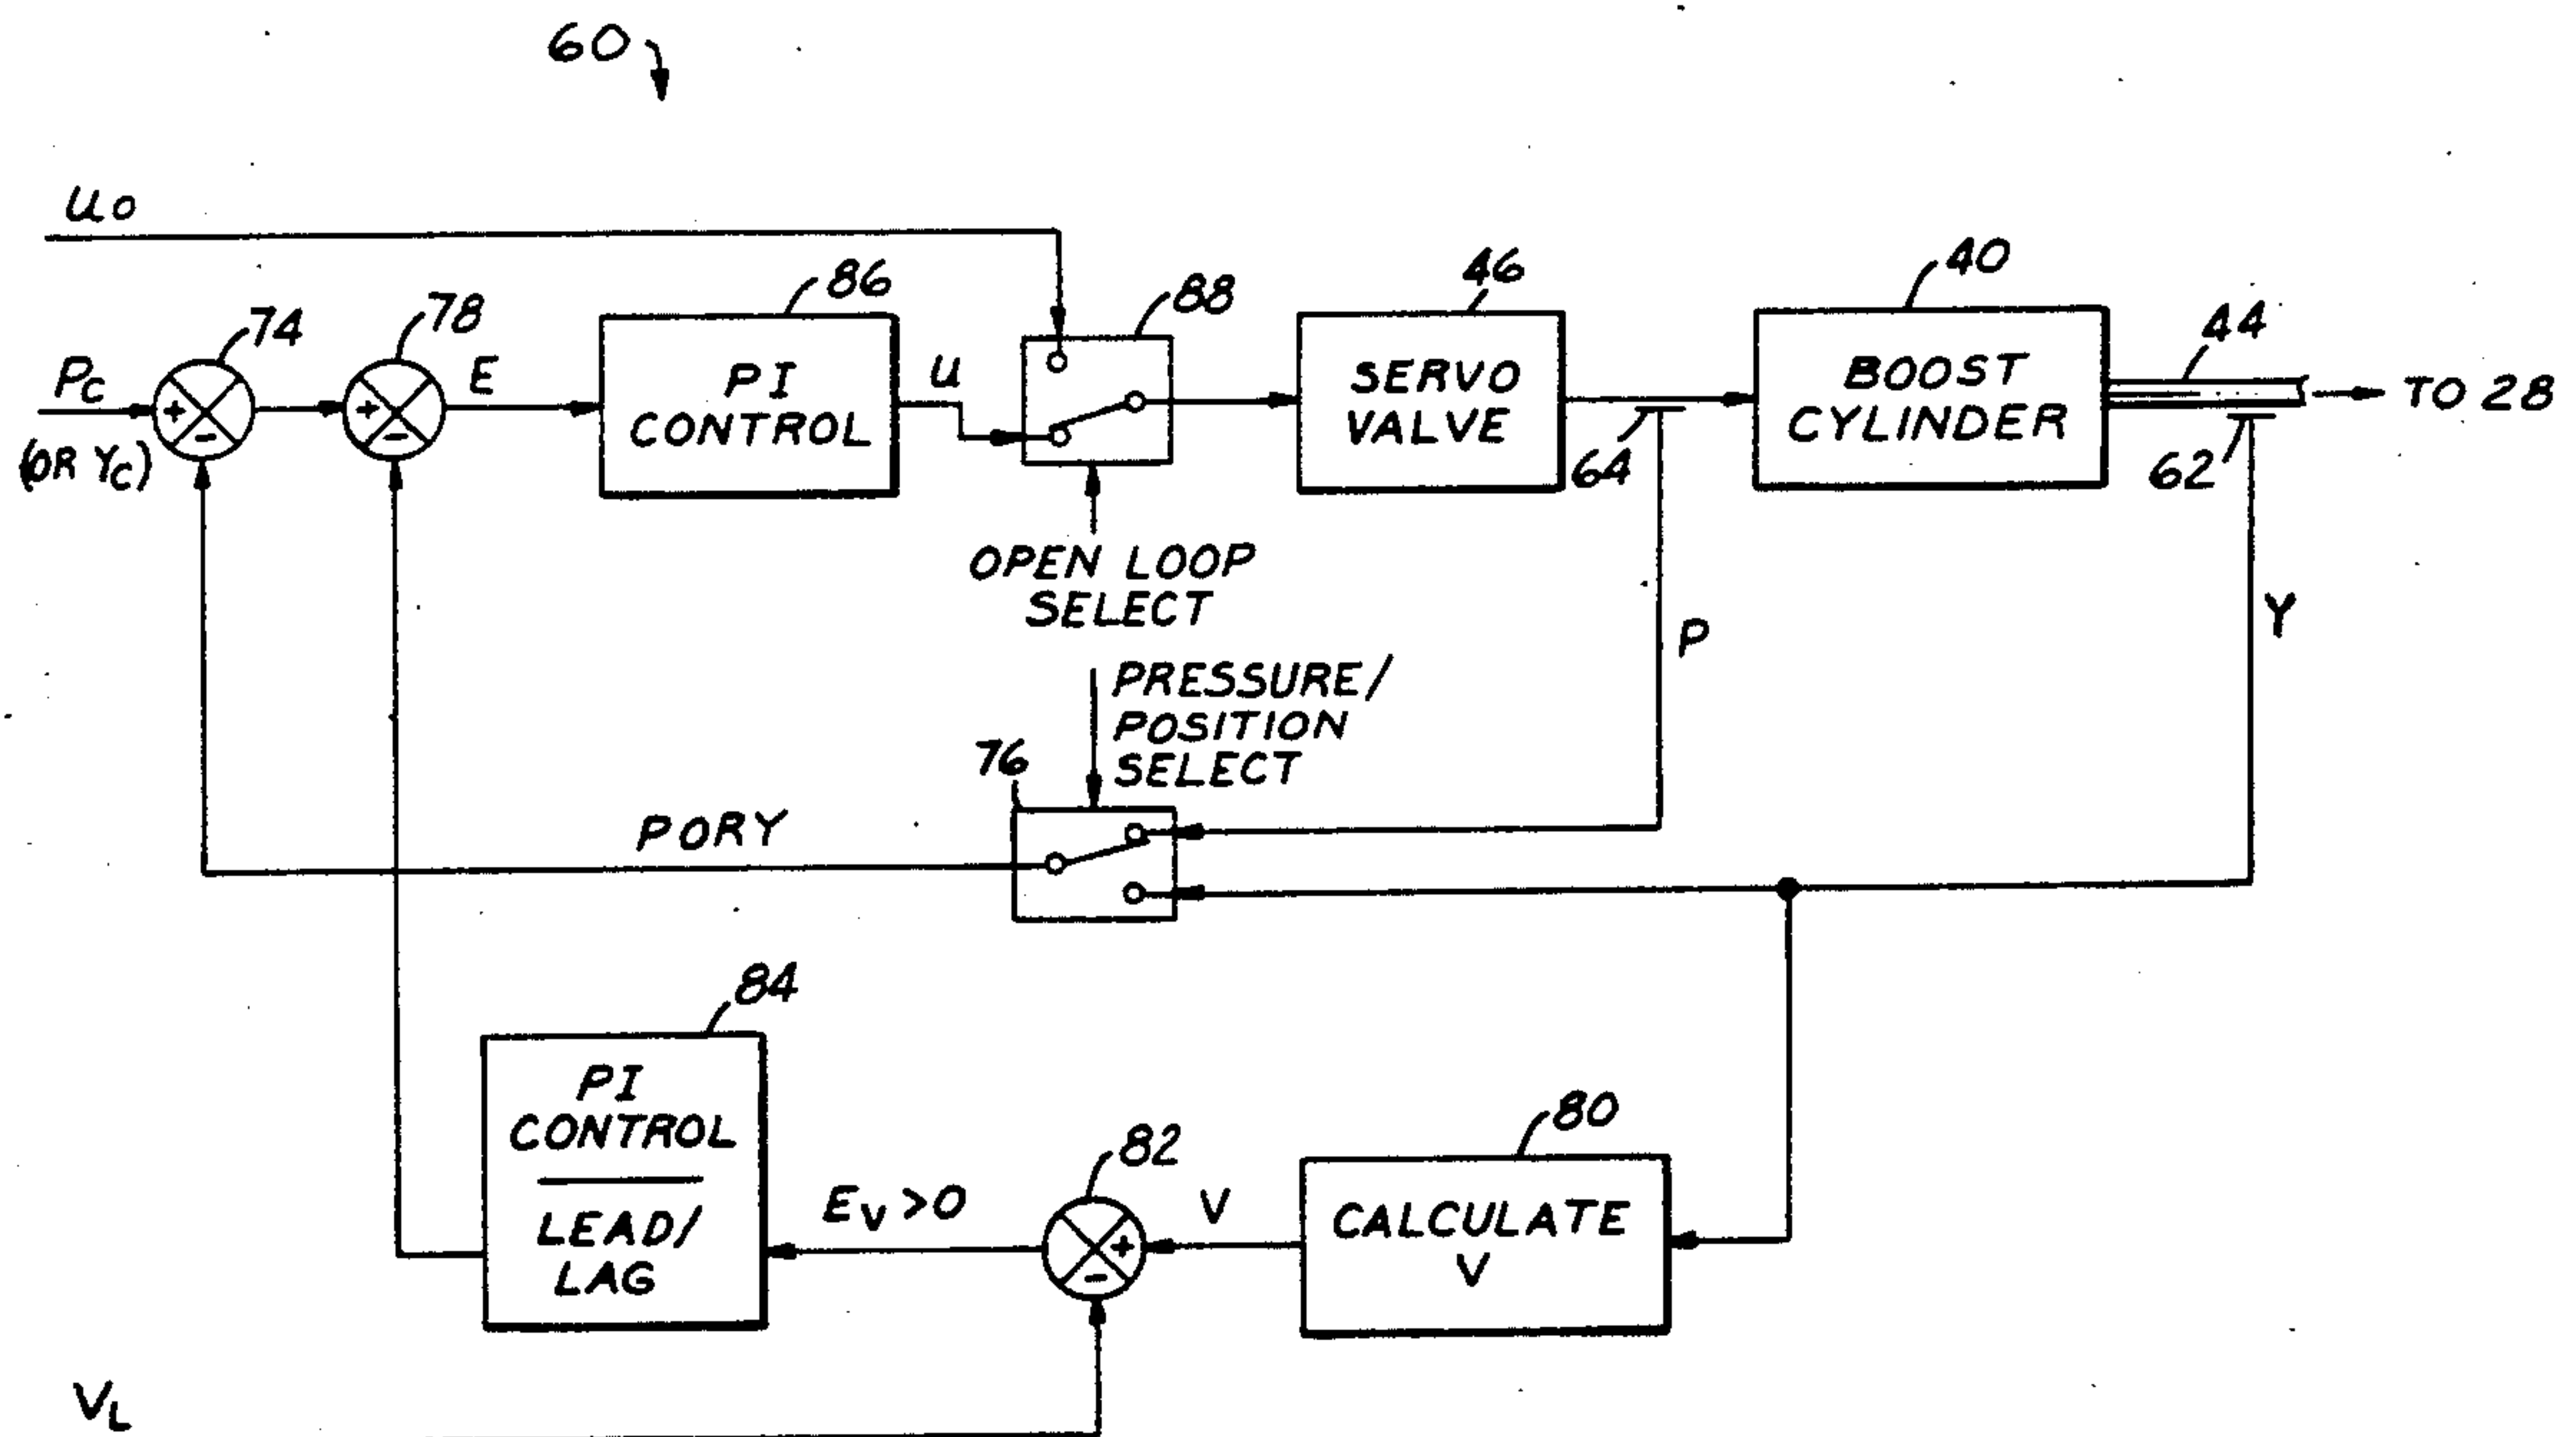 60
uo
86
88
46
40
74
78
44
Pc
E
PI
CONTROL
u
SERVO
VALVE
BOOST
CYLINDER
TO 28
(OR Yc)
64
62
OPEN LOOP
SELECT
P
Y
PRESSURE/
POSITION
SELECT
76
PORY
84
PI
CONTROL
LEAD/
LAG
Ev>0
82
V
80
CALCULATE
V
VL
+
-
+
-
+
-